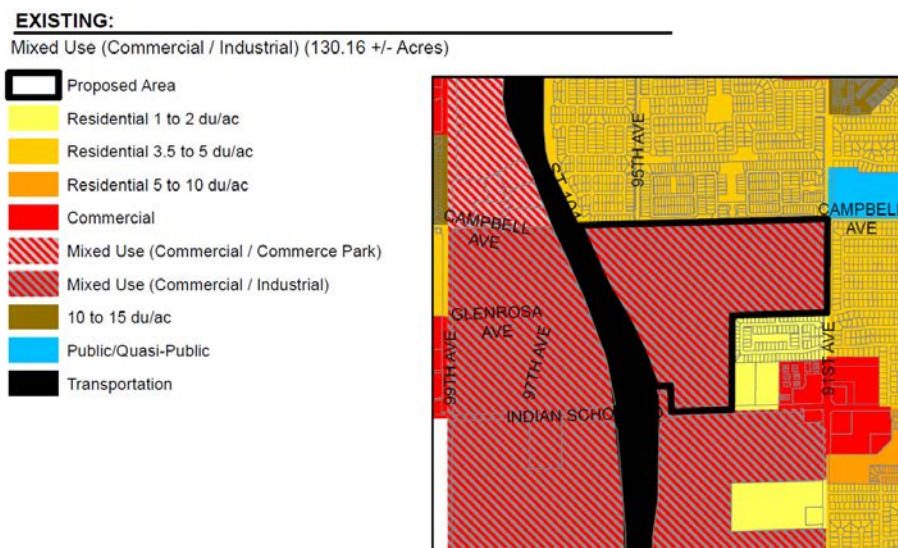 EXISTING:
Mixed Use (Commercial / Industrial) (130.16 +/- Acres)
Proposed Area
Residential 1 to 2 du/ac
Residential 3.5 to 5 du/ac
Residential 5 to 10 du/ac
Commercial
Mixed Use (Commercial / Commerce Park)
Mixed Use (Commercial / Industrial)
10 to 15 du/ac
Public/Quasi-Public
Transportation
95TH AVE
CAMPBELL
AVE
CAMPBELL
AVE
GLENROSA
AVE
99TH AVE
97TH AVE
91ST AVE
INDIAN